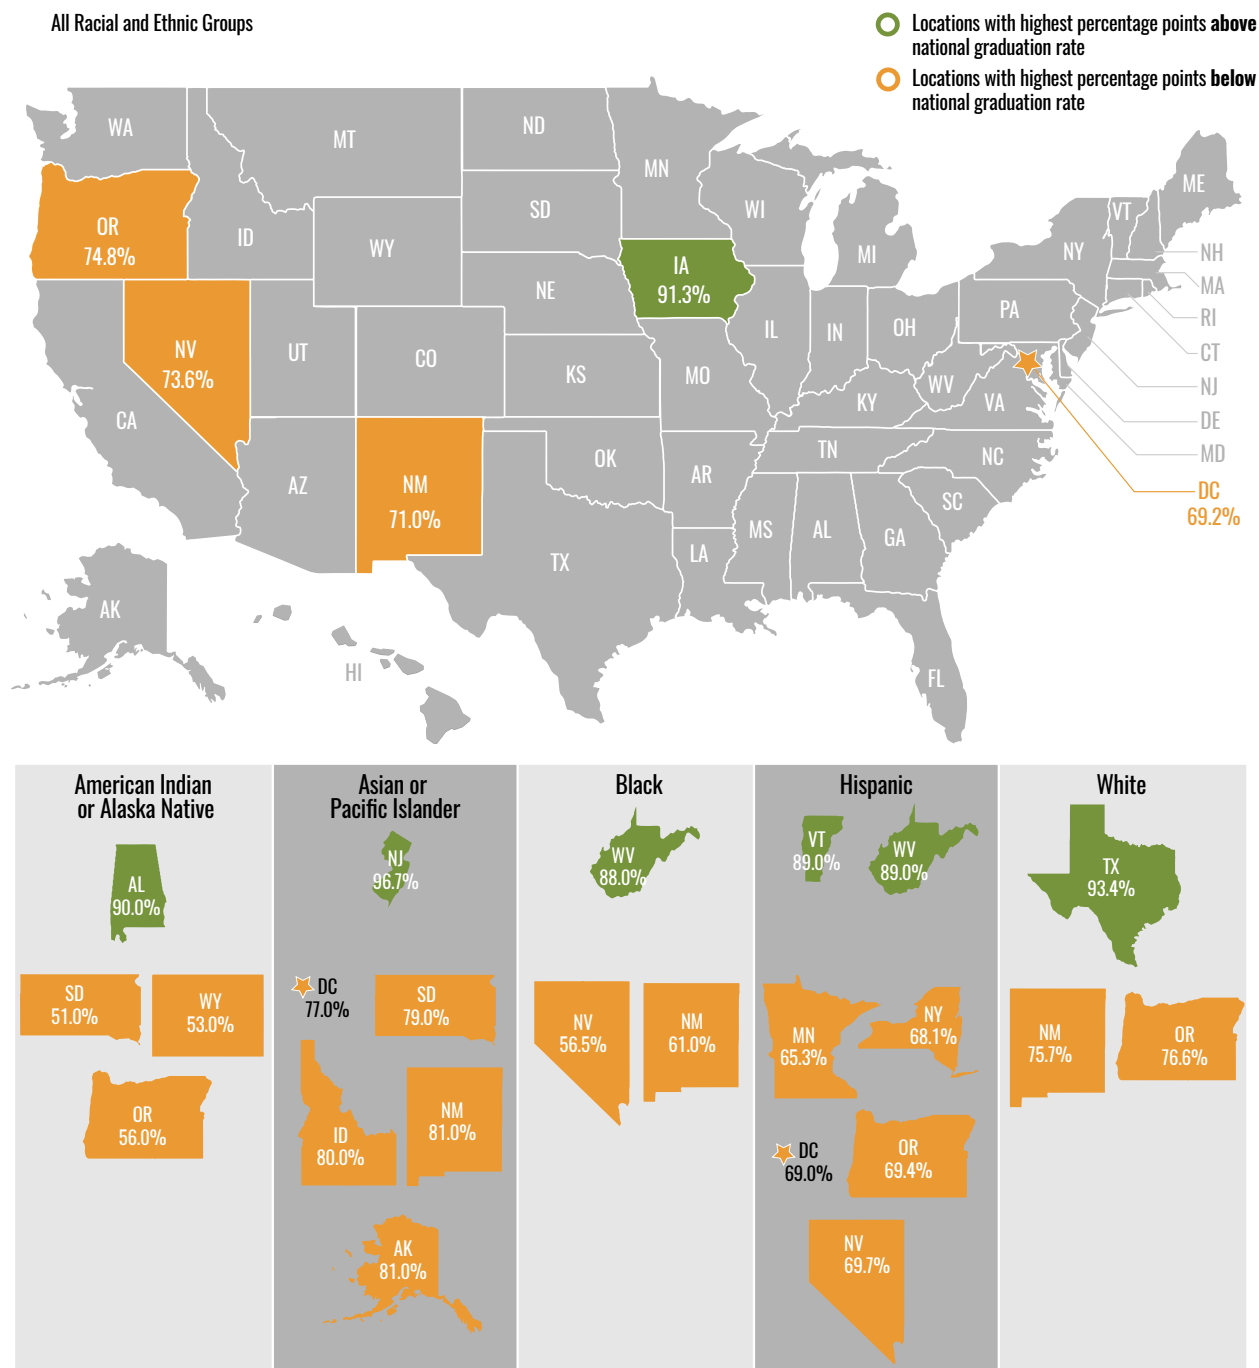 All Racial and Ethnic Groups
Locations with highest percentage points above
national graduation rate
Locations with highest percentage points below
national graduation rate
WA
MT
ND
MN
OR
74.8%
ID
WY
SD
WI
MI
NY
VT
ME
NH
MA
RI
CT
NJ
DE
MD
DC
69.2%
NV
73.6%
UT
CO
NE
IA
91.3%
IL
IN
OH
PA
CA
KS
MO
KY
WV
VA
AZ
NM
71.0%
OK
AR
TN
NC
SC
TX
LA
MS
AL
GA
FL
AK
HI
American Indian
or Alaska Native
AL
90.0%
SD
51.0%
WY
53.0%
OR
56.0%
Asian or
Pacific Islander
NJ
96.7%
DC
77.0%
SD
79.0%
ID
80.0%
NM
81.0%
AK
81.0%
Black
WV
88.0%
NV
56.5%
NM
61.0%
Hispanic
VT
89.0%
WV
89.0%
MN
65.3%
NY
68.1%
DC
69.0%
OR
69.4%
NV
69.7%
White
TX
93.4%
NM
75.7%
OR
76.6%